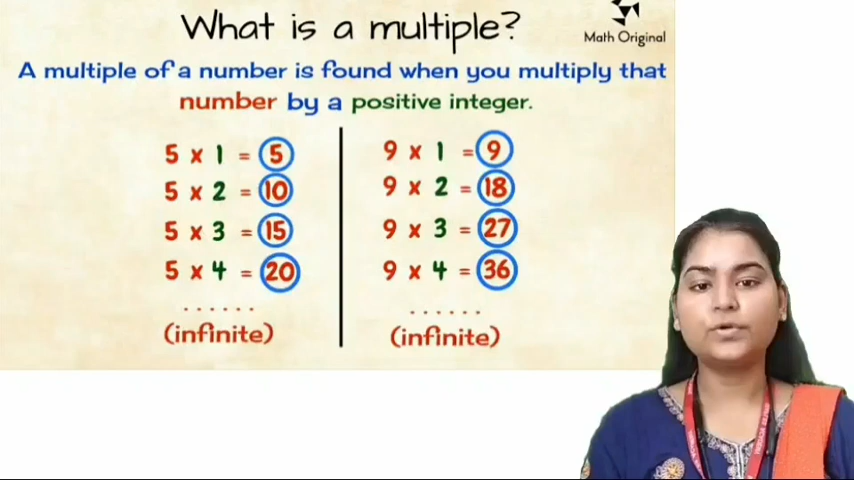 What is a multiple?
Math Original
A multiple of a number is found when you multiply that
number by a positive integer.
5 x 1 = 5
5 x 2 = 10
5 x 3 = 15
5 x 4 = 20
......
(infinite)
9 x 1 = 9
9 x 2 = 18
9 x 3 = 27
9 x 4 = 36
......
(infinite)